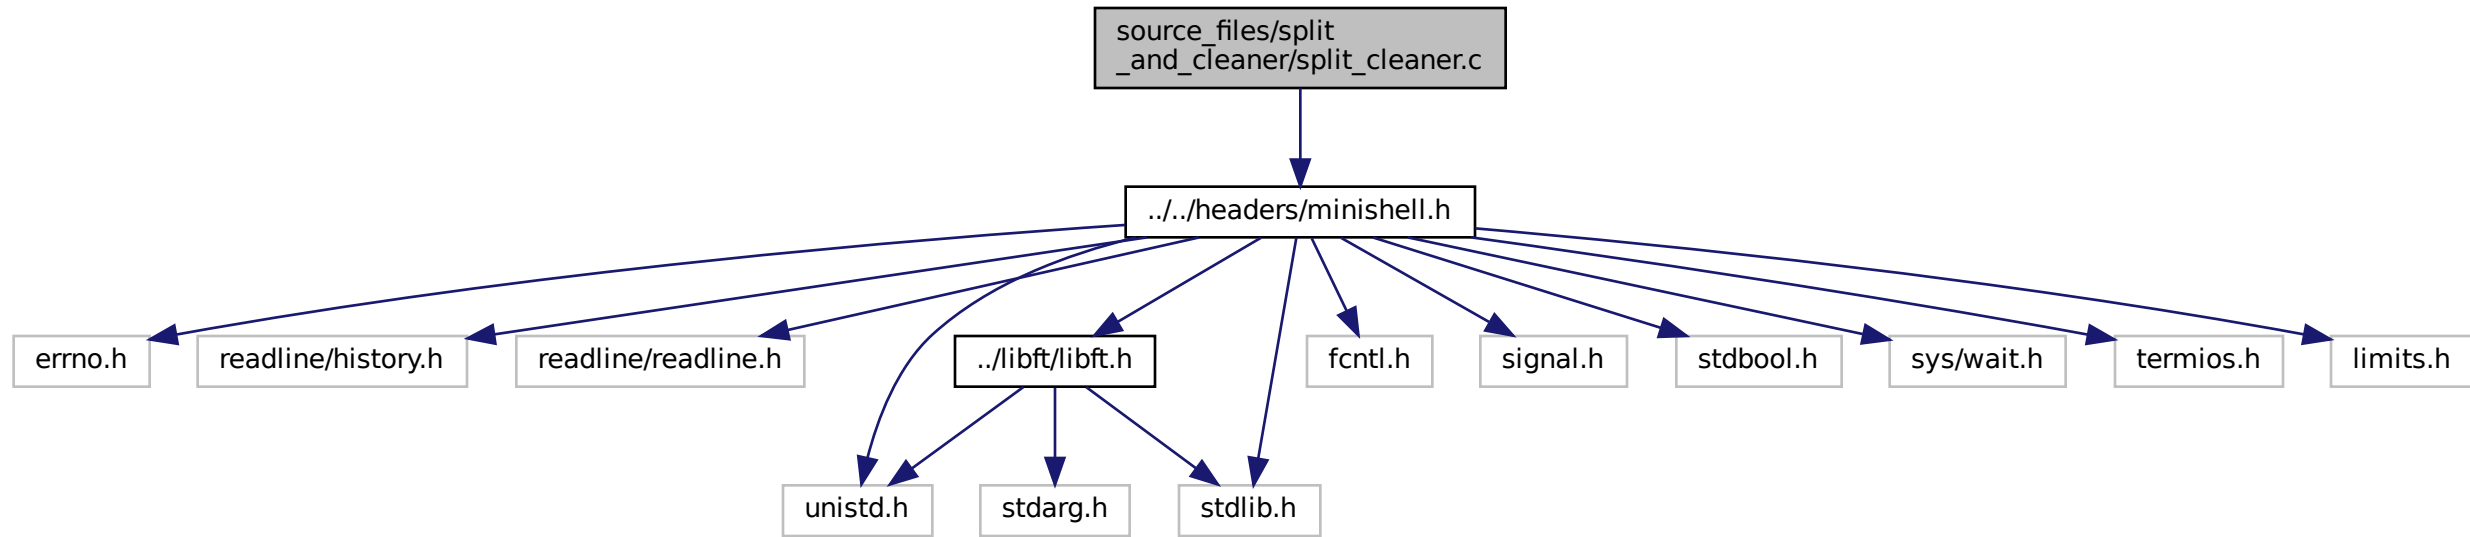 source_files/split
_and_cleaner/split_cleaner.c
../../headers/minishell.h
errno.h
readline/history.h
readline/readline.h
../libft/libft.h
fcntl.h
signal.h
stdbool.h
sys/wait.h
termios.h
limits.h
unistd.h
stdarg.h
stdlib.h